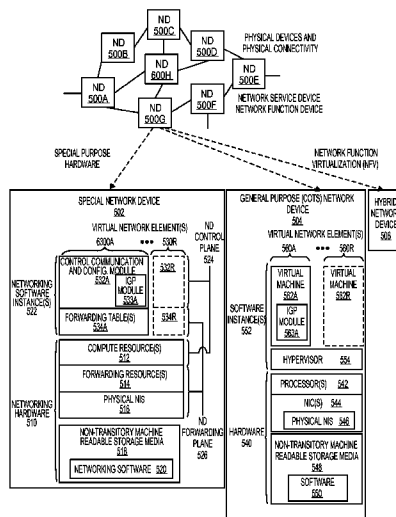 ND
500C
PHYSICAL DEVICES AND
PHYSICAL CONNECTIVITY
ND
500B
ND
500D
ND
600H
ND
500A
ND
500E
ND
500F
ND
500G
NETWORK SERVICE DEVICE
NETWORK FUNCTION DEVICE
SPECIAL PURPOSE
HARDWARE
NETWORK FUNCTION
VIRTUALIZATION (NFV)
SPECIAL NETWORK DEVICE
502
VIRTUAL NETWORK ELEMENT(S)
6300A ••• 530R
CONTROL COMMUNICATION
AND CONFIG. MODULE
532A
IGP
MODULE
533A
532R
FORWARDING TABLE(S)
534A
534R
NETWORKING
SOFTWARE
INSTANCE(S)
522
ND
CONTROL
PLANE
524
COMPUTE RESOURCE(S)
512
FORWARDING RESOURCE(S)
514
PHYSICAL NIS
516
NETWORKING
HARDWARE
510
ND
FORWARDING
PLANE
526
NON-TRANSITORY MACHINE
READABLE STORAGE MEDIA
518
NETWORKING SOFTWARE 520
GENERAL PURPOSE (COTS) NETWORK
DEVICE
504
VIRTUAL NETWORK ELEMENT(S)
560A ••• 560R
VIRTUAL
MACHINE
562A
IGP
MODULE
563A
VIRTUAL
MACHINE
562R
SOFTWARE
INSTANCE(S)
552
HYPERVISOR 554
PROCESSOR(S) 542
NIC(S) 544
PHYSICAL NIS 546
HARDWARE
540
NON-TRANSITORY MACHINE
READABLE STORAGE MEDIA
548
SOFTWARE
550
HYBRID
NETWORK
DEVICE
506